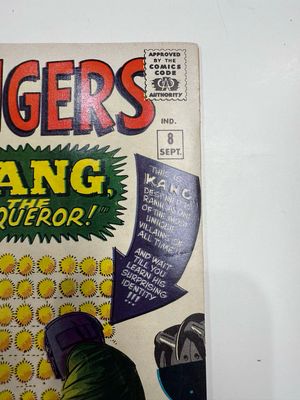 APPROVED
BY THE
COMICS
CODE
AUTHORITY
NGERS
IND.
8
SEPT.
ANG,
THE
QUEROR!"
THIS IS
KANG,
DESTINED TO
RANK AS ONE
OF THE MOST
UNIQUE
VILLAINS OF
ALL TIME!
AND WAIT
TILL YOU
LEARN HIS
SURPRISING
IDENTITY
!!!